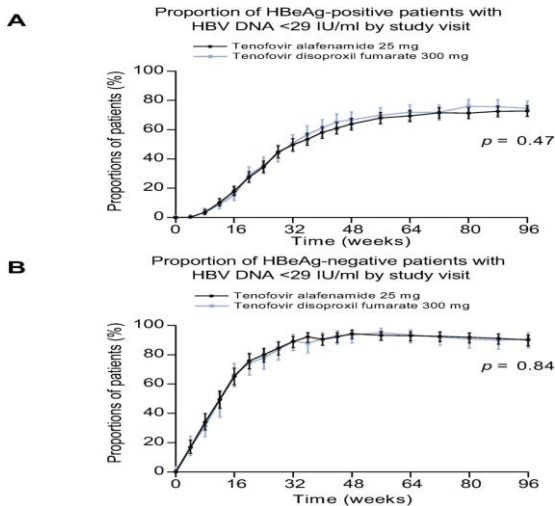 A
Proportion of HBeAg-positive patients with
HBV DNA <29 IU/ml by study visit
Tenofovir alafenamide 25 mg
Tenofovir disoproxil fumarate 300 mg
Proportions of patients (%)
100
80
60
40
20
0
p = 0.47
0 16 32 48 64 80 96
Time (weeks)
B
Proportion of HBeAg-negative patients with
HBV DNA <29 IU/ml by study visit
Tenofovir alafenamide 25 mg
Tenofovir disoproxil fumarate 300 mg
Proportions of patients (%)
100
80
60
40
20
0
p = 0.84
0 16 32 48 64 80 96
Time (weeks)